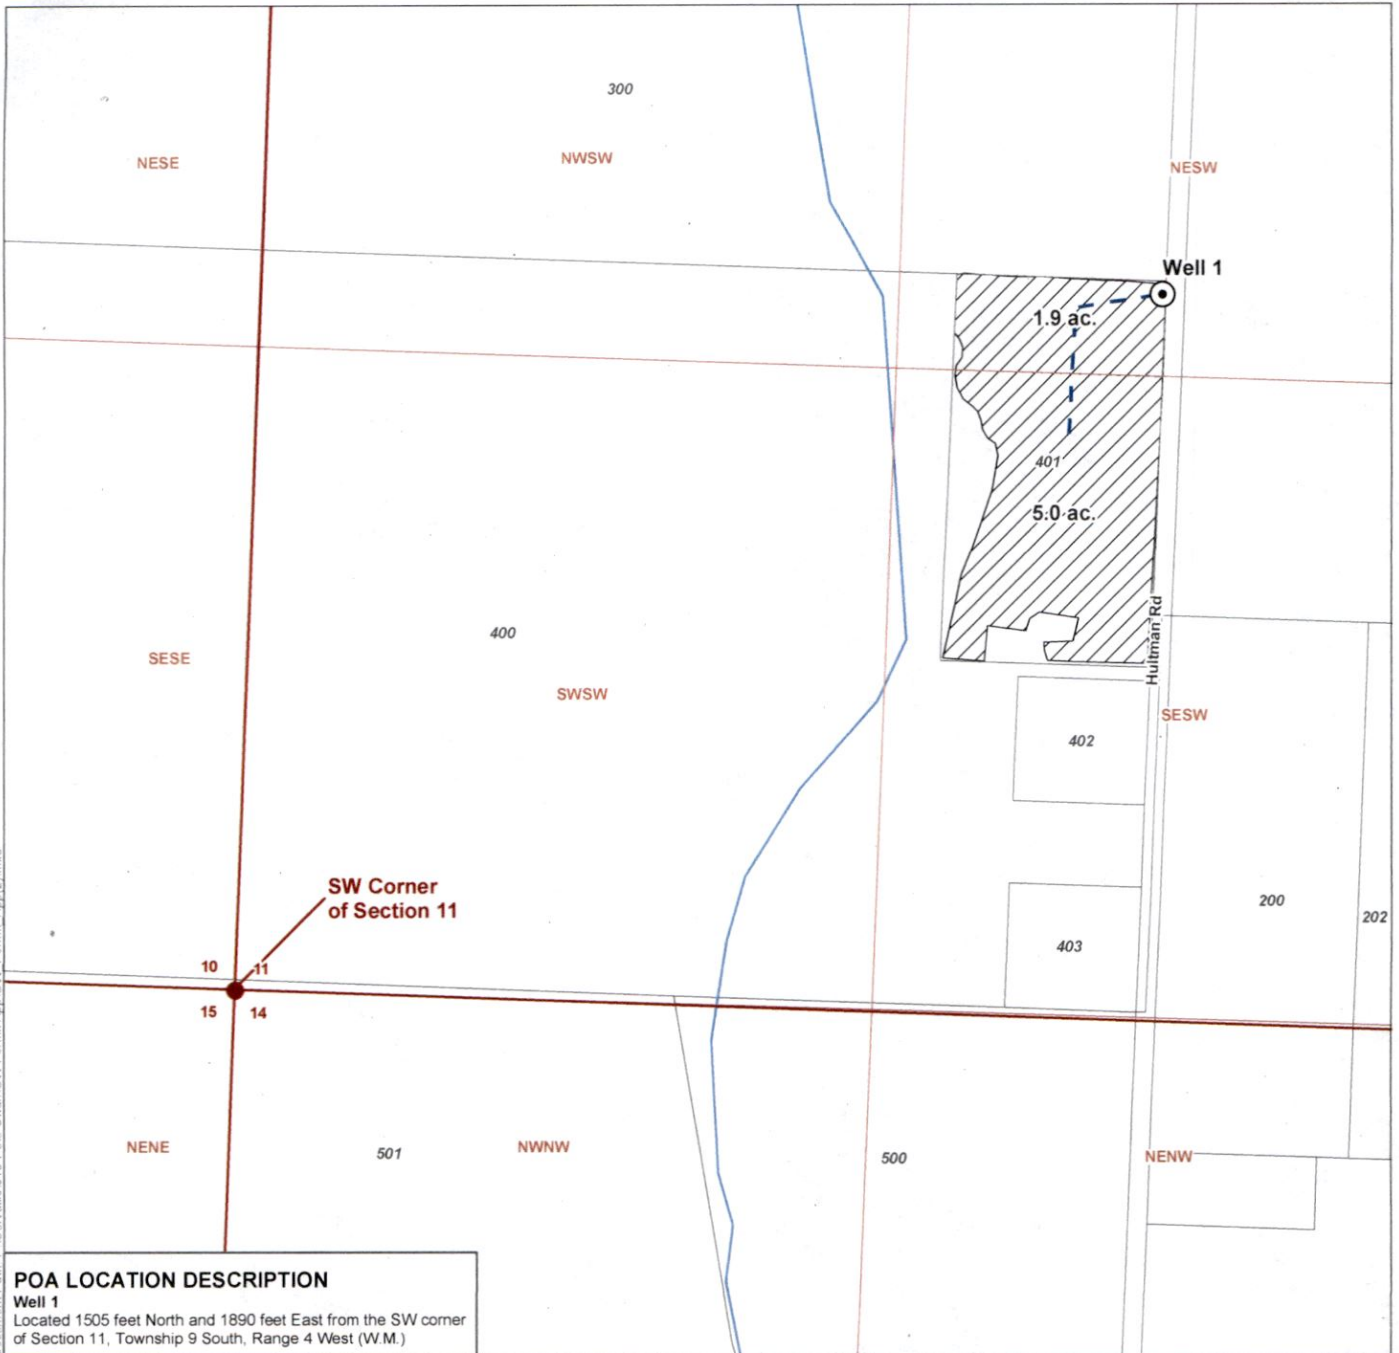 300
NESE
NWSW
NESW
Well 1
1.9 ac.
401
5.0 ac.
Hultman Rd
400
SESE
SWSW
SESW
402
SW Corner
of Section 11
200
202
403
10
11
15
14
NENE
501
NWNW
500
NENW
POA LOCATION DESCRIPTION
Well 1
Located 1505 feet North and 1890 feet East from the SW corner
of Section 11, Township 9 South, Range 4 West (W.M.)